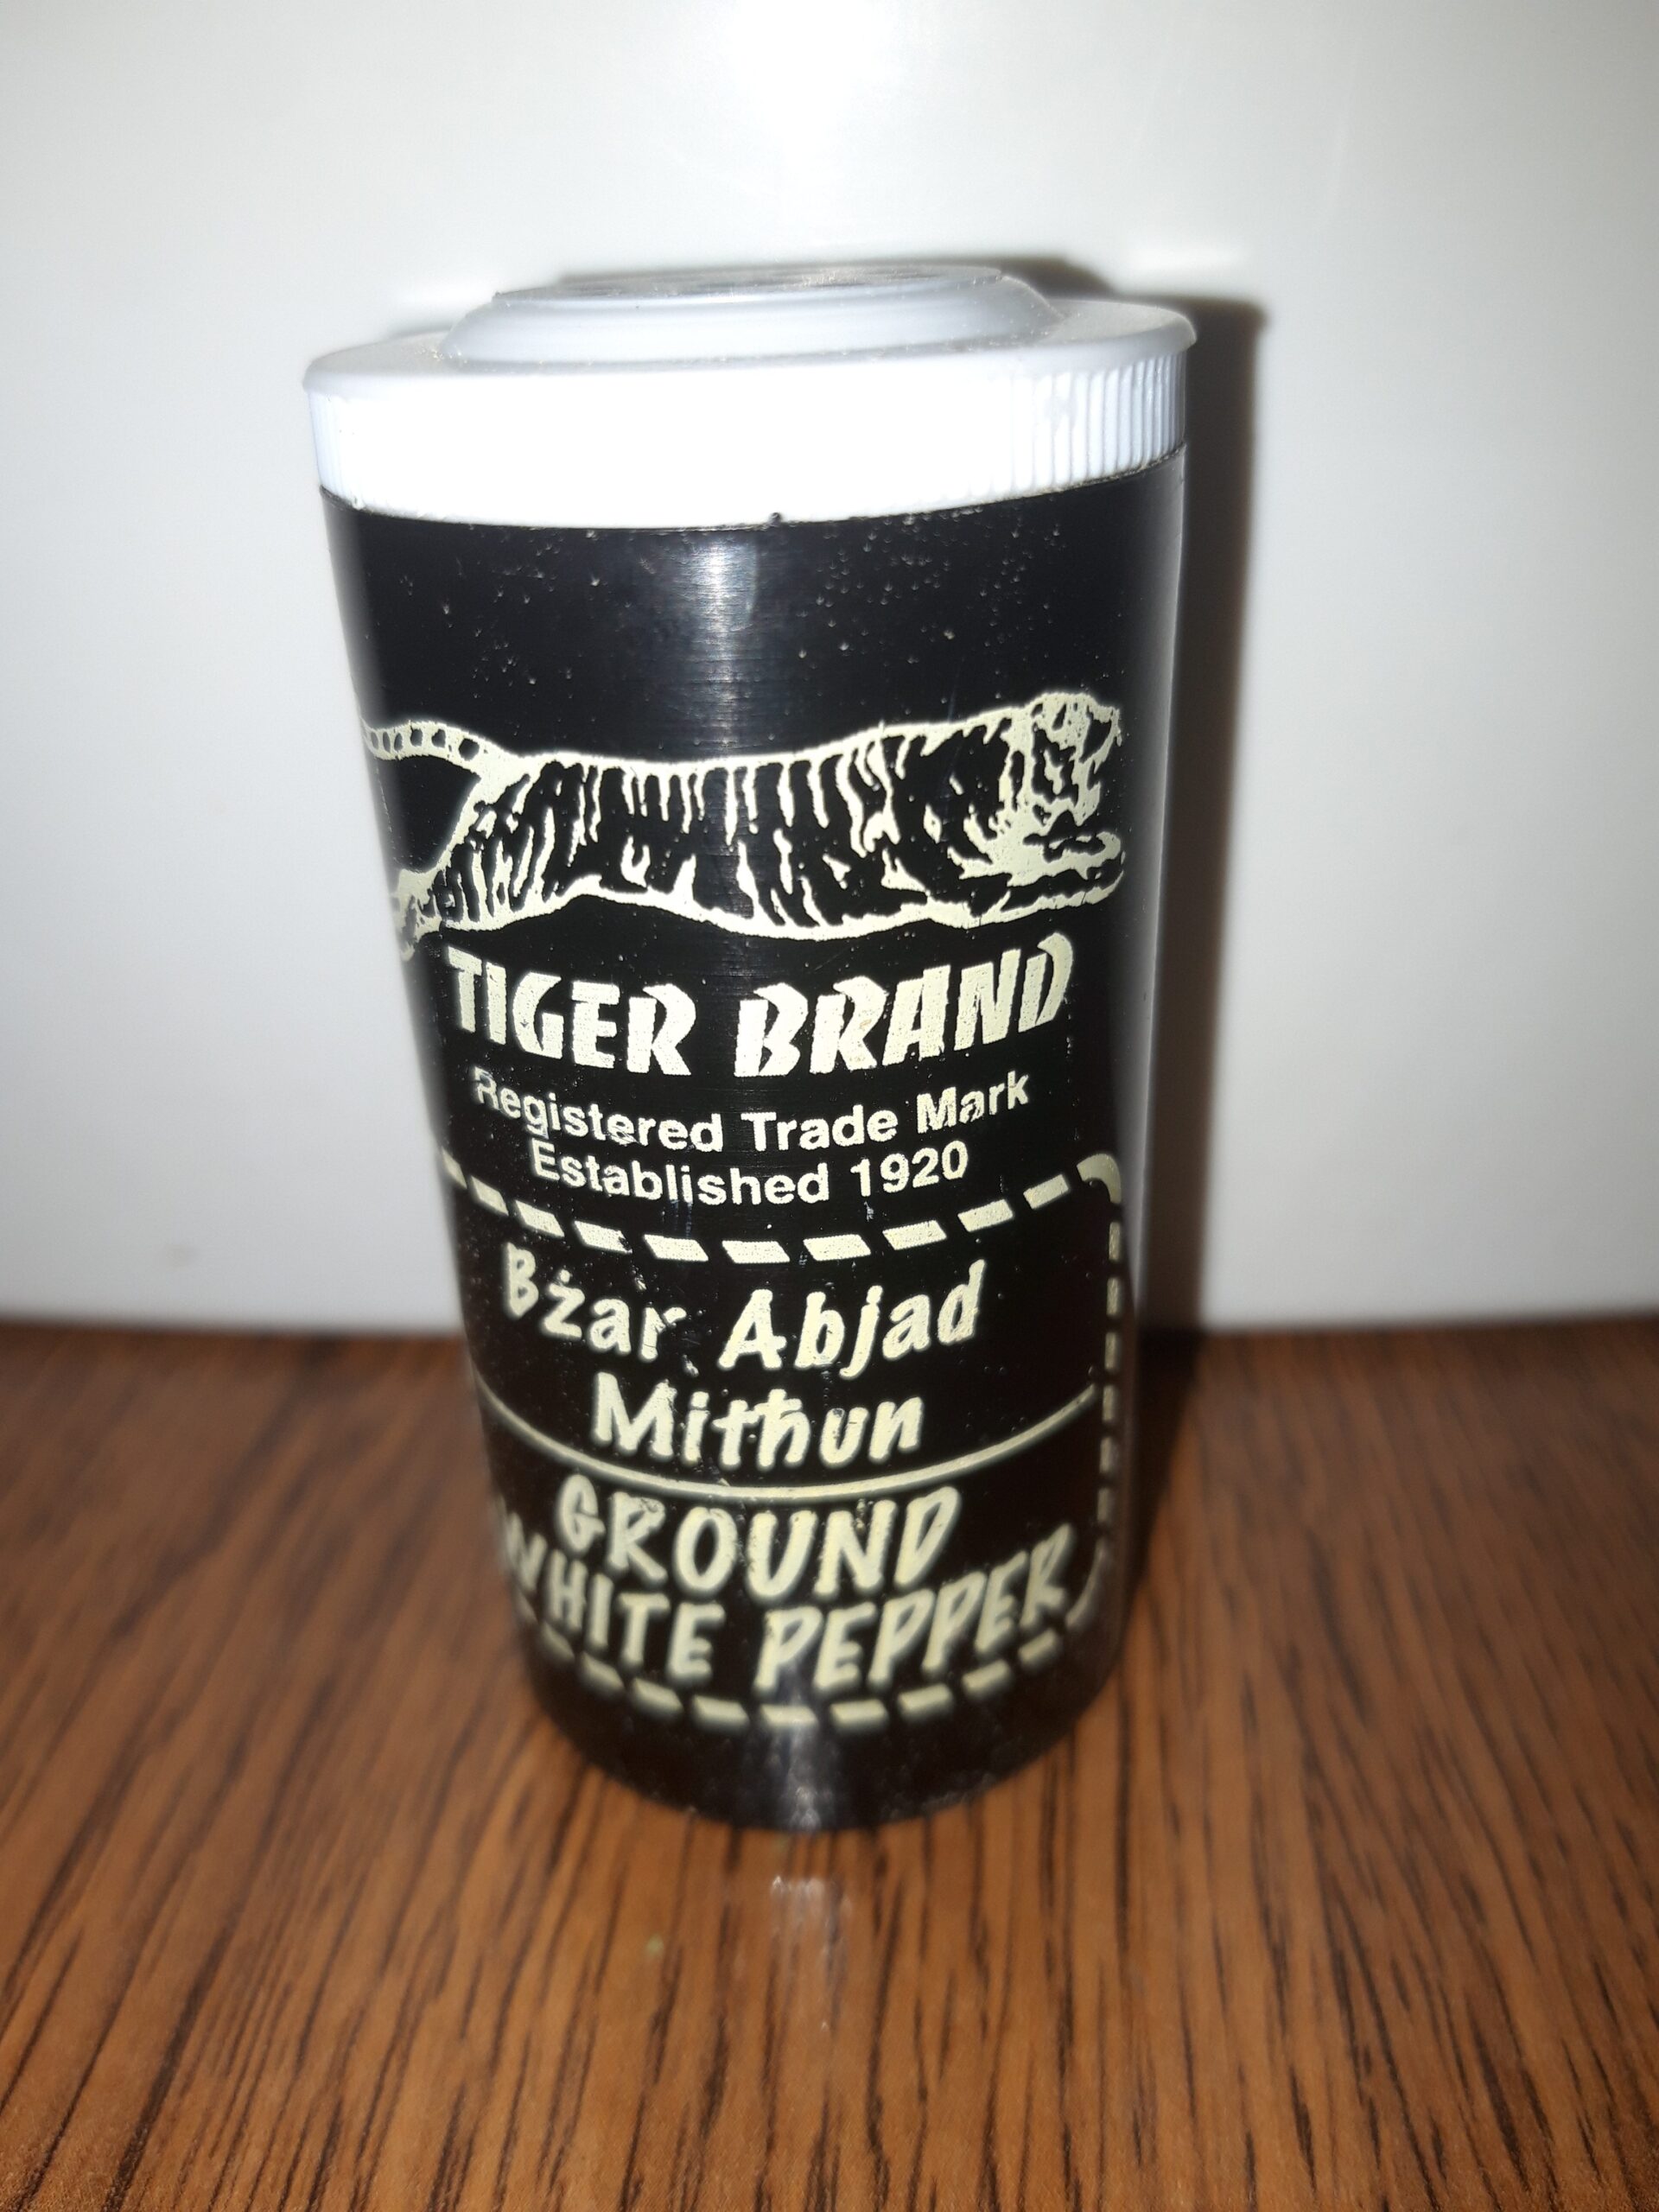 TIGER BRAND
Registered Trade Mark
Established 1920
Bżar Abjad
Mitħun
GROUND
WHITE PEPPER